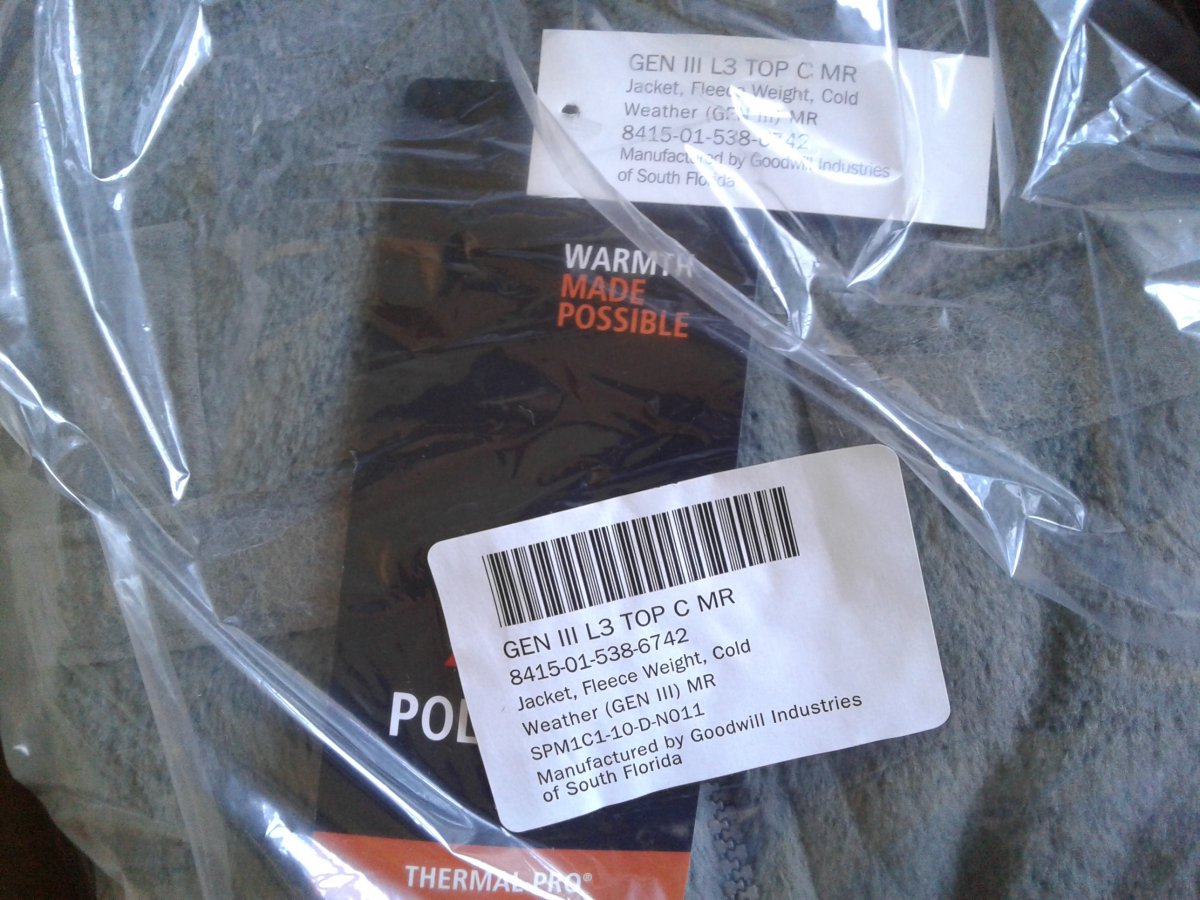 GEN III L3 TOP C MR
Jacket, Fleece Weight, Cold
Weather (GEN III) MR
8415-01-538-6742
Manufactured by Goodwill Industries
of South Florida
WARMTH
MADE
POSSIBLE
GEN III L3 TOP C MR
8415-01-538-6742
Jacket, Fleece Weight, Cold
Weather (GEN III) MR
SPM1C1-10-D-N011
Manufactured by Goodwill Industries
of South Florida
POL
THERMAL PRO®